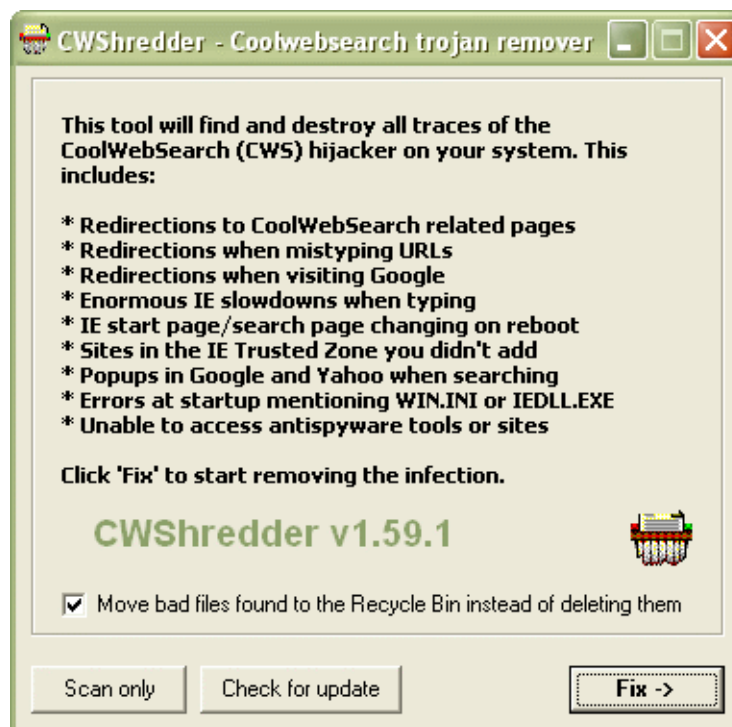 CWShredder - Coolwebsearch trojan remover
This tool will find and destroy all traces of the
CoolWebSearch (CWS) hijacker on your system. This
includes:
* Redirections to CoolWebSearch related pages
* Redirections when mistyping URLs
* Redirections when visiting Google
* Enormous IE slowdowns when typing
* IE start page/search page changing on reboot
* Sites in the IE Trusted Zone you didn't add
* Popups in Google and Yahoo when searching
* Errors at startup mentioning WIN.INI or IEDLL.EXE
* Unable to access antispyware tools or sites
Click 'Fix' to start removing the infection.
CWShredder v1.59.1
Move bad files found to the Recycle Bin instead of deleting them
Scan only Check for update Fix ->